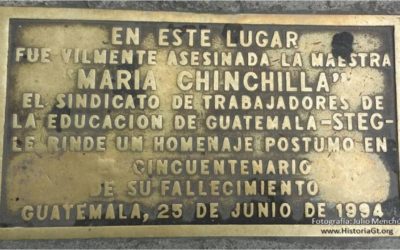 EN ESTE LUGAR
FUE VILMENTE ASESINADA LA MAESTRA
"MARIA CHINCHILLA"
EL SINDICATO DE TRABAJADORES DE
LA EDUCACION DE GUATEMALA-STEG-
LE RINDE UN HOMENAJE POSTUMO EN
CINCUENTENARIO
DE SU FALLECIMIENTO
GUATEMALA, 25 DE JUNIO DE 1994
Fotografía: Julio Menchú
www.HistoriaGt.org